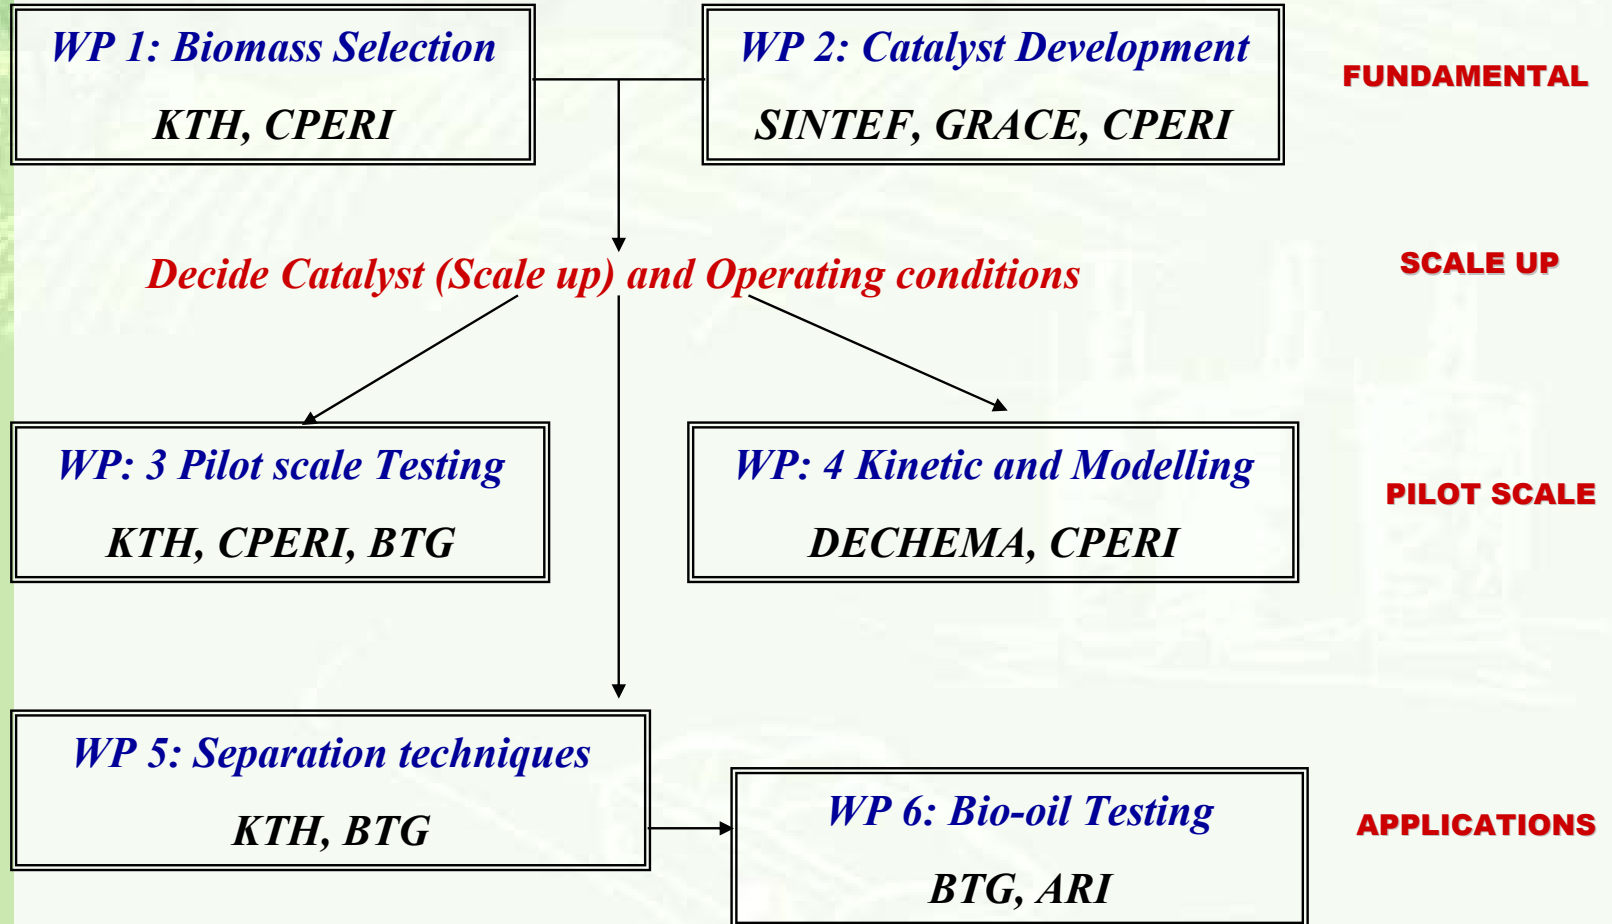 WP 1: Biomass Selection
KTH, CPERI
WP 2: Catalyst Development
SINTEF, GRACE, CPERI
FUNDAMENTAL
Decide Catalyst (Scale up) and Operating conditions
SCALE UP
WP: 3 Pilot scale Testing
KTH, CPERI, BTG
WP: 4 Kinetic and Modelling
DECHEMA, CPERI
PILOT SCALE
WP 5: Separation techniques
KTH, BTG
WP 6: Bio-oil Testing
BTG, ARI
APPLICATIONS